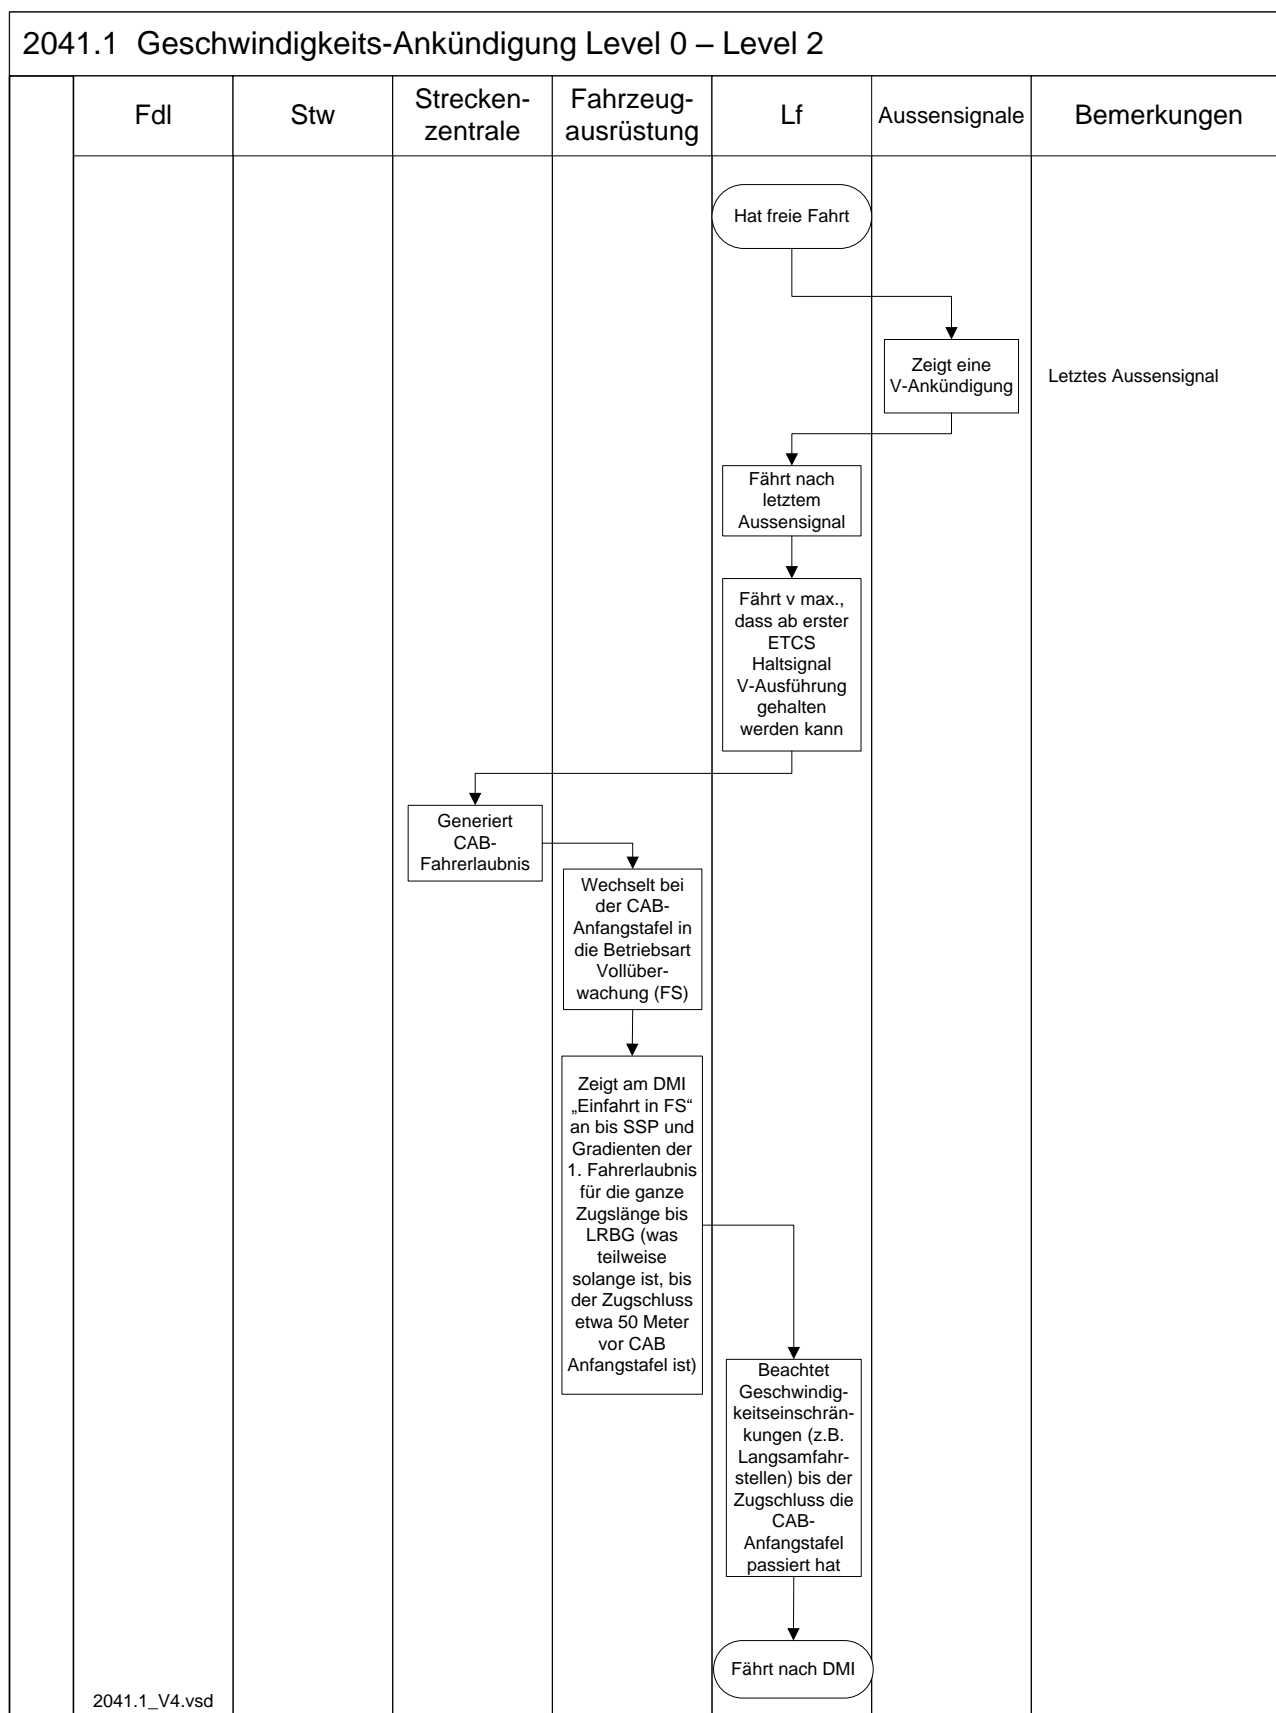 2041.1 Geschwindigkeits-Ankündigung Level 0 – Level 2
Fdl
Stw
Strecken-
zentrale
Fahrzeug-
ausrüstung
Lf
Aussensignale
Bemerkungen
Hat freie Fahrt
Zeigt eine
V-Ankündigung
Letztes Aussensignal
Fährt nach
letztem
Aussensignal
Fährt v max.,
dass ab erster
ETCS
Haltsignal
V-Ausführung
gehalten
werden kann
Generiert
CAB-
Fahrerlaubnis
Wechselt bei
der CAB-
Anfangstafel in
die Betriebsart
Vollüber-
wachung (FS)
Zeigt am DMI
„Einfahrt in FS“
an bis SSP und
Gradienten der
1. Fahrerlaubnis
für die ganze
Zugslänge bis
LRBG (was
teilweise
solange ist, bis
der Zugschluss
etwa 50 Meter
vor CAB
Anfangstafel ist)
Beachtet
Geschwindig-
keitseinschrän-
kungen (z.B.
Langsamfahr-
stellen) bis der
Zugschluss die
CAB-
Anfangstafel
passiert hat
Fährt nach DMI
2041.1_V4.vsd